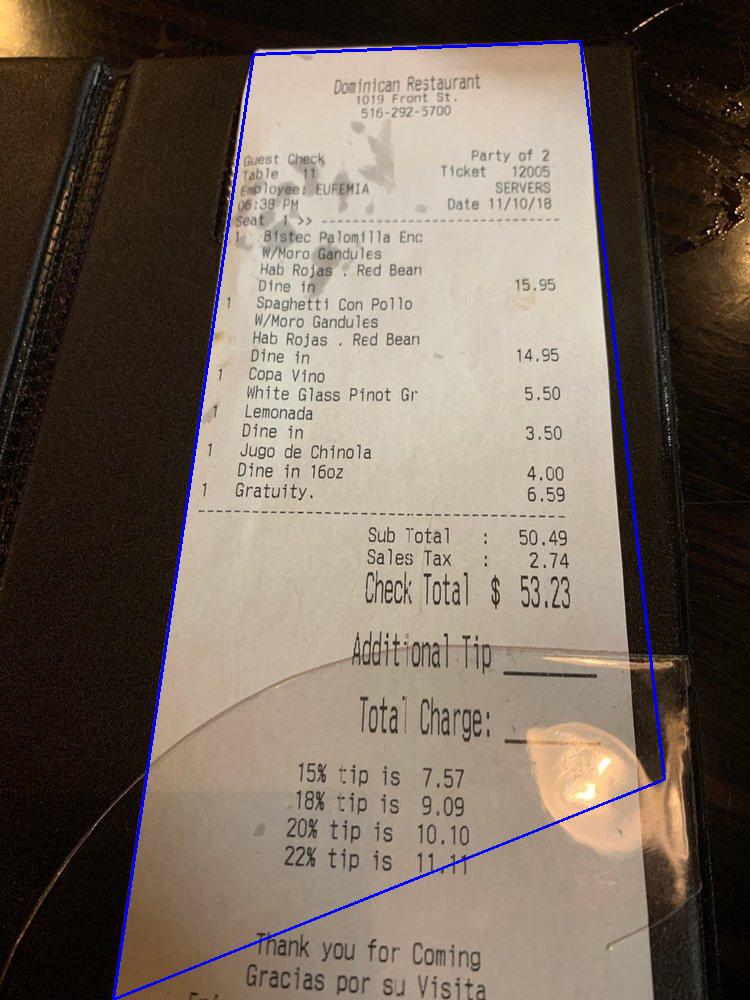 Dominican Restaurant
1019 Front St.
516-292-5700
Guest Check Party of 2
Table 11 Ticket 12005
Employee: EUFEMIA SERVERS
06:38 PM Date 11/10/18
Seat 1 >> --------------------------------
1 Bistec Palomilla Enc
W/Moro Gandules
Hab Rojas . Red Bean
Dine in 15.95
1 Spaghetti Con Pollo
W/Moro Gandules
Hab Rojas . Red Bean
Dine in 14.95
1 Copa Vino
White Glass Pinot Gr 5.50
1 Lemonada
Dine in 3.50
1 Jugo de Chinola
Dine in 16oz 4.00
1 Gratuity. 6.59
----------------------------------------
Sub Total : 50.49
Sales Tax : 2.74
Check Total $ 53.23
Additional Tip ______
Total Charge: ______
15% tip is 7.57
18% tip is 9.09
20% tip is 10.10
22% tip is 11.11
Thank you for Coming
Gracias por su Visita